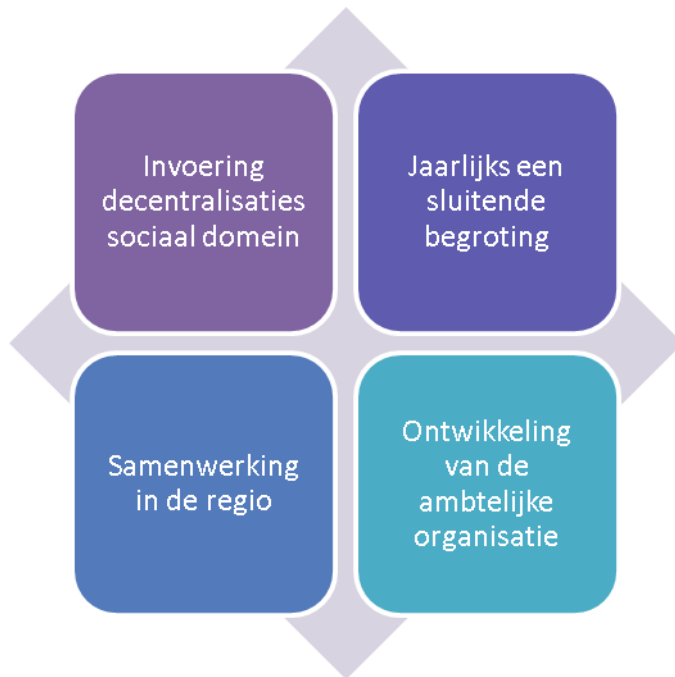 Invoering
decentralisaties
sociaal domein
Jaarlijks een
sluitende
begroting
Samenwerking
in de regio
Ontwikkeling
van de
ambtelijke
organisatie